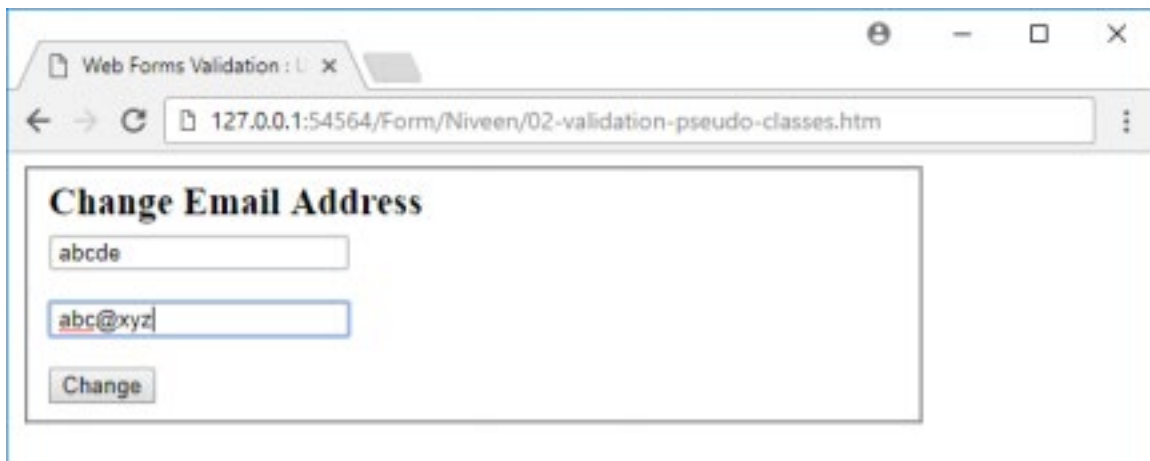 Web Forms Validation : L
127.0.0.1:54564/Form/Niveen/02-validation-pseudo-classes.htm
Change Email Address
abcde
abc@xyz
Change